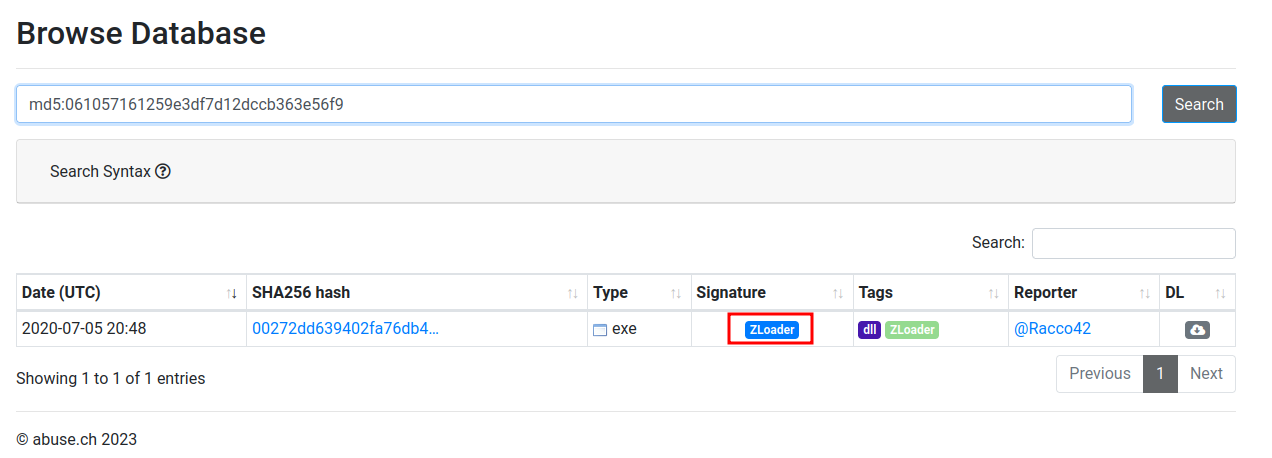 Browse Database
md5:061057161259e3df7d12dccb363e56f9 Search
Search Syntax
Search:
Date (UTC) SHA256 hash Type Signature Tags Reporter DL
2020-07-05 20:48 00272dd639402fa76db4... exe ZLoader dll ZLoader @Racco42
Showing 1 to 1 of 1 entries Previous 1 Next
© abuse.ch 2023